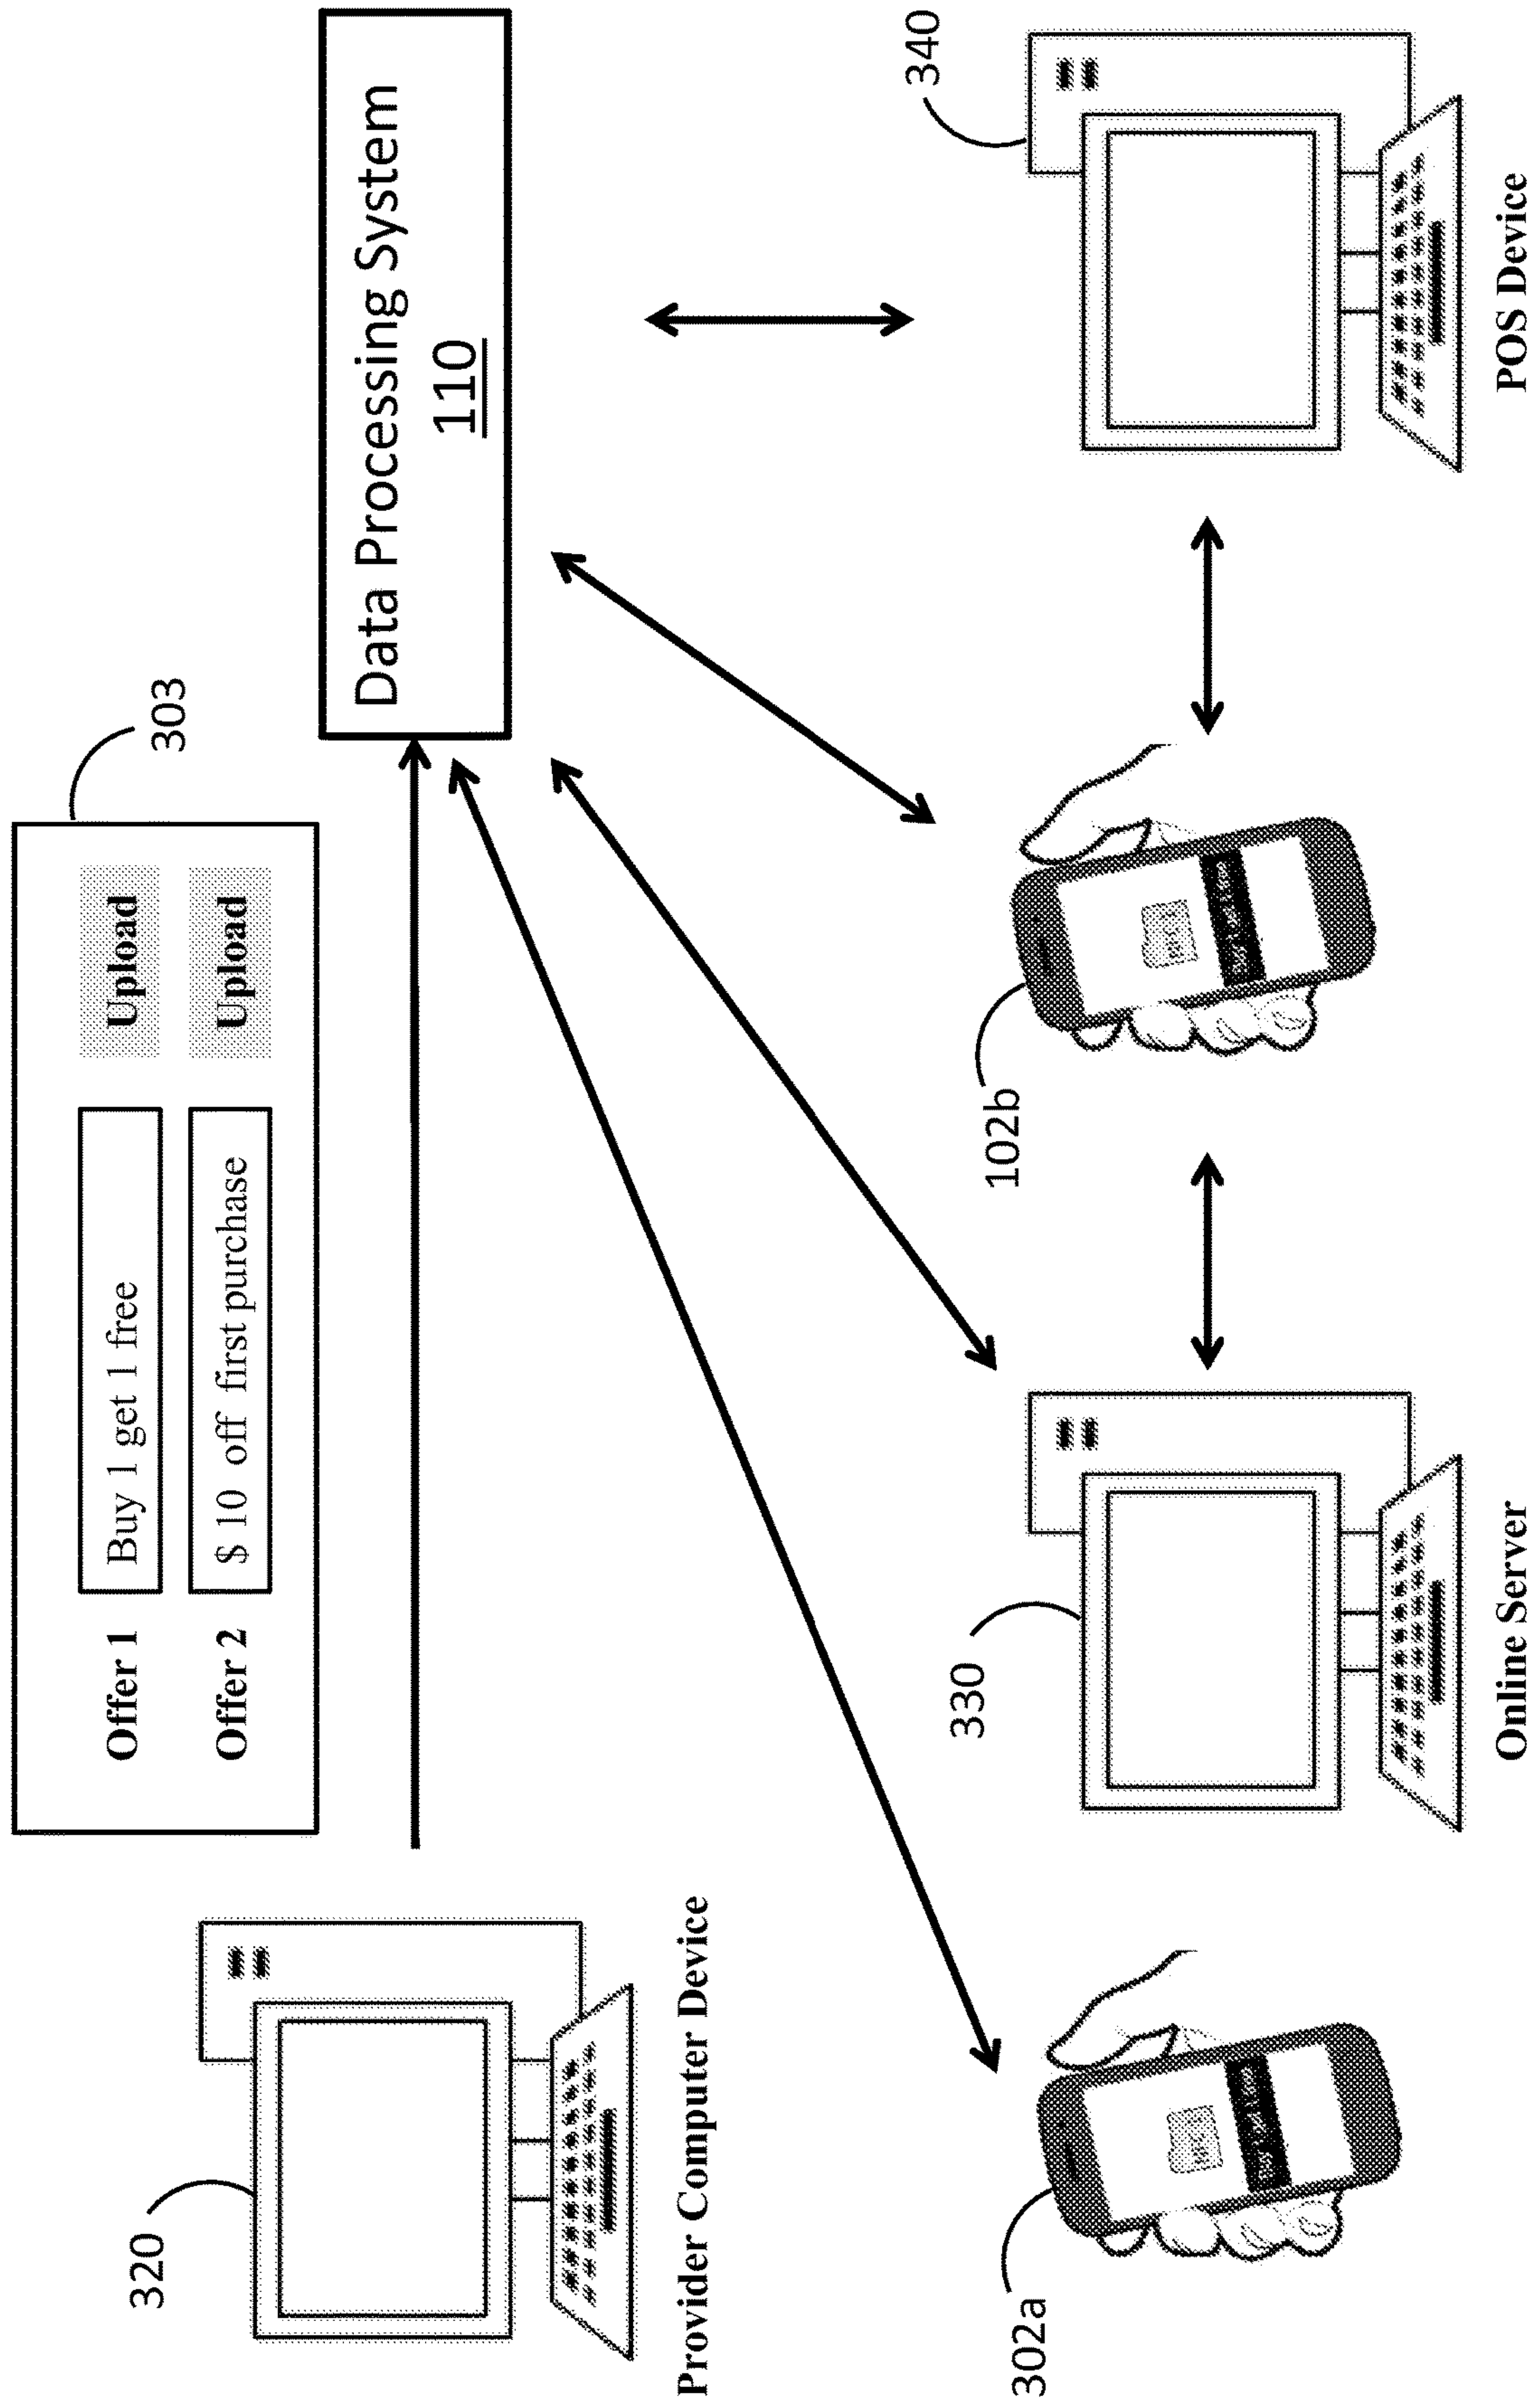 303
Offer 1 Buy 1 get 1 free Upload
Offer 2 $ 10 off first purchase Upload
320
Provider Computer Device
Data Processing System
110
302a
330
Online Server
102b
340
POS Device